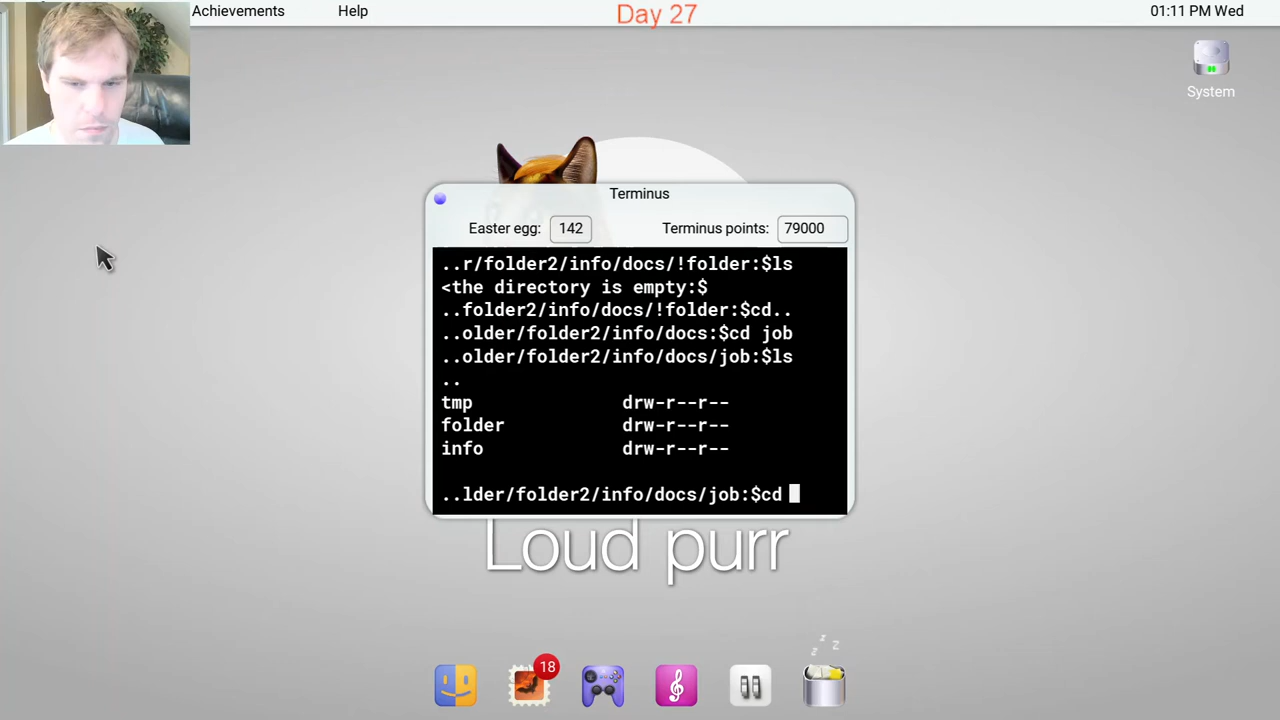 Achievements Help Day 27 01:11 PM Wed
System
Terminus
Easter egg: 142 Terminus points: 79000
..r/folder2/info/docs/!folder:$ls
<the directory is empty:$
..folder2/info/docs/!folder:$cd..
..older/folder2/info/docs:$cd job
..older/folder2/info/docs/job:$ls
..
tmp drw-r--r--
folder drw-r--r--
info drw-r--r--
..lder/folder2/info/docs/job:$cd
Loud purr
z z z
18